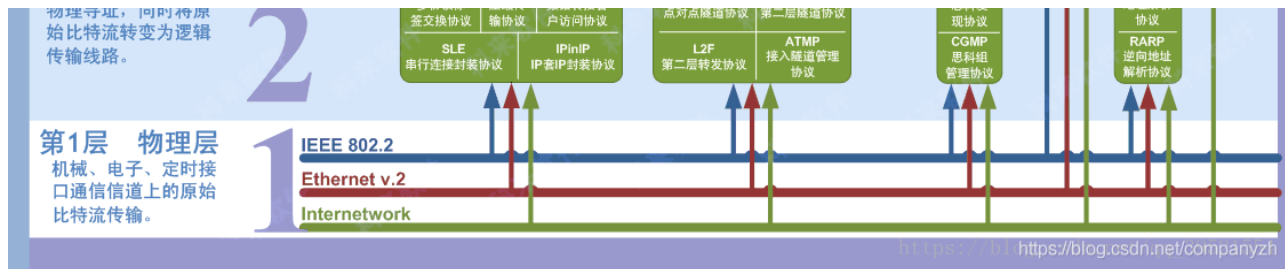 物理寻址，同时将原
始比特流转变为逻辑
传输线路。
2
签交换协议
输协议
户访问协议
SLE
串行连接封装协议
IPinIP
IP套IP封装协议
点对点隧道协议
第二层隧道协议
L2F
第二层转发协议
ATMP
接入隧道管理
协议
现协议
CGMP
思科组
管理协议
协议
RARP
逆向地址
解析协议
第1层 物理层
机械、电子、定时接
口通信信道上的原始
比特流传输。
1
IEEE 802.2
Ethernet v.2
Internetwork
https://blog.csdn.net/companyzh